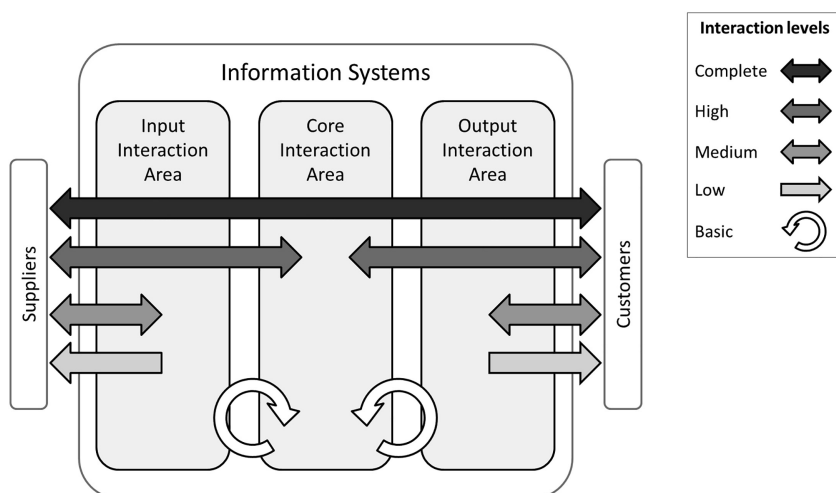 Information Systems
Input
Interaction
Area
Core
Interaction
Area
Output
Interaction
Area
Suppliers
Customers
Interaction levels
Complete
High
Medium
Low
Basic